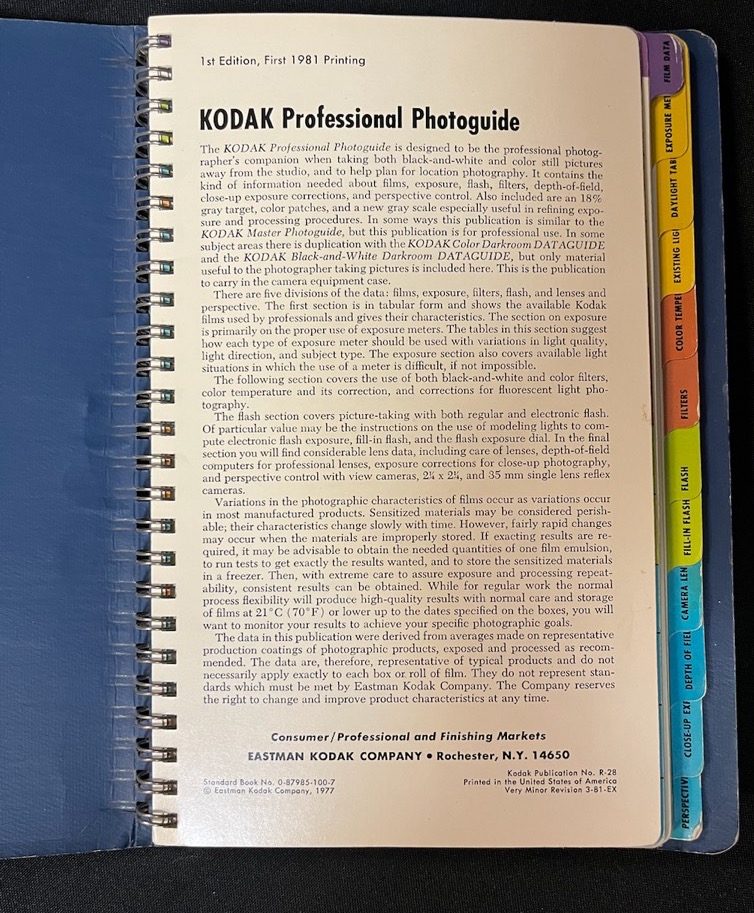 1st Edition, First 1981 Printing
KODAK Professional Photoguide
The KODAK Professional Photoguide is designed to be the professional photog-
rapher's companion when taking both black-and-white and color still pictures
away from the studio, and to help plan for location photography. It contains the
kind of information needed about films, exposure, flash, filters, depth-of-field,
close-up exposure corrections, and perspective control. Also included are an 18%
gray target, color patches, and a new gray scale especially useful in refining expo-
sure and processing procedures. In some ways this publication is similar to the
KODAK Master Photoguide, but this publication is for professional use. In some
subject areas there is duplication with the KODAK Color Darkroom DATAGUIDE
and the KODAK Black-and-White Darkroom DATAGUIDE, but only material
useful to the photographer taking pictures is included here. This is the publication
to carry in the camera equipment case.
There are five divisions of the data: films, exposure, filters, flash, and lenses and
perspective. The first section is in tabular form and shows the available Kodak
films used by professionals and gives their characteristics. The section on exposure
is primarily on the proper use of exposure meters. The tables in this section suggest
how each type of exposure meter should be used with variations in light quality,
light direction, and subject type. The exposure section also covers available light
situations in which the use of a meter is difficult, if not impossible.
The following section covers the use of both black-and-white and color filters,
color temperature and its correction, and corrections for fluorescent light pho-
tography.
The flash section covers picture-taking with both regular and electronic flash.
Of particular value may be the instructions on the use of modeling lights to com-
pute electronic flash exposure, fill-in flash, and the flash exposure dial. In the final
section you will find considerable lens data, including care of lenses, depth-of-field
computers for professional lenses, exposure corrections for close-up photography,
and perspective control with view cameras, 2¼ x 2¼, and 35 mm single lens reflex
cameras.
Variations in the photographic characteristics of films occur as variations occur
in most manufactured products. Sensitized materials may be considered perish-
able; their characteristics change slowly with time. However, fairly rapid changes
may occur when the materials are improperly stored. If exacting results are re-
quired, it may be advisable to obtain the needed quantities of one film emulsion,
to run tests to get exactly the results wanted, and to store the sensitized materials
in a freezer. Then, with extreme care to assure exposure and processing repeat-
ability, consistent results can be obtained. While for regular work the normal
process flexibility will produce high-quality results with normal care and storage
of films at 21°C (70°F) or lower up to the dates specified on the boxes, you will
want to monitor your results to achieve your specific photographic goals.
The data in this publication were derived from averages made on representative
production coatings of photographic products, exposed and processed as recom-
mended. The data are, therefore, representative of typical products and do not
necessarily apply exactly to each box or roll of film. They do not represent stan-
dards which must be met by Eastman Kodak Company. The Company reserves
the right to change and improve product characteristics at any time.
Consumer/Professional and Finishing Markets
EASTMAN KODAK COMPANY • Rochester, N.Y. 14650
Standard Book No. 0-87985-100-7
© Eastman Kodak Company, 1977
Kodak Publication No. R-28
Printed in the United States of America
Very Minor Revision 3-81-EX
FILM DATA
EXPOSURE MET
DAYLIGHT TAB
EXISTING LIG
COLOR TEMPE
FILTERS
FLASH
FILL-IN FLASH
CAMERA LEN
DEPTH OF FIEL
CLOSE-UP EXP
PERSPECTIV